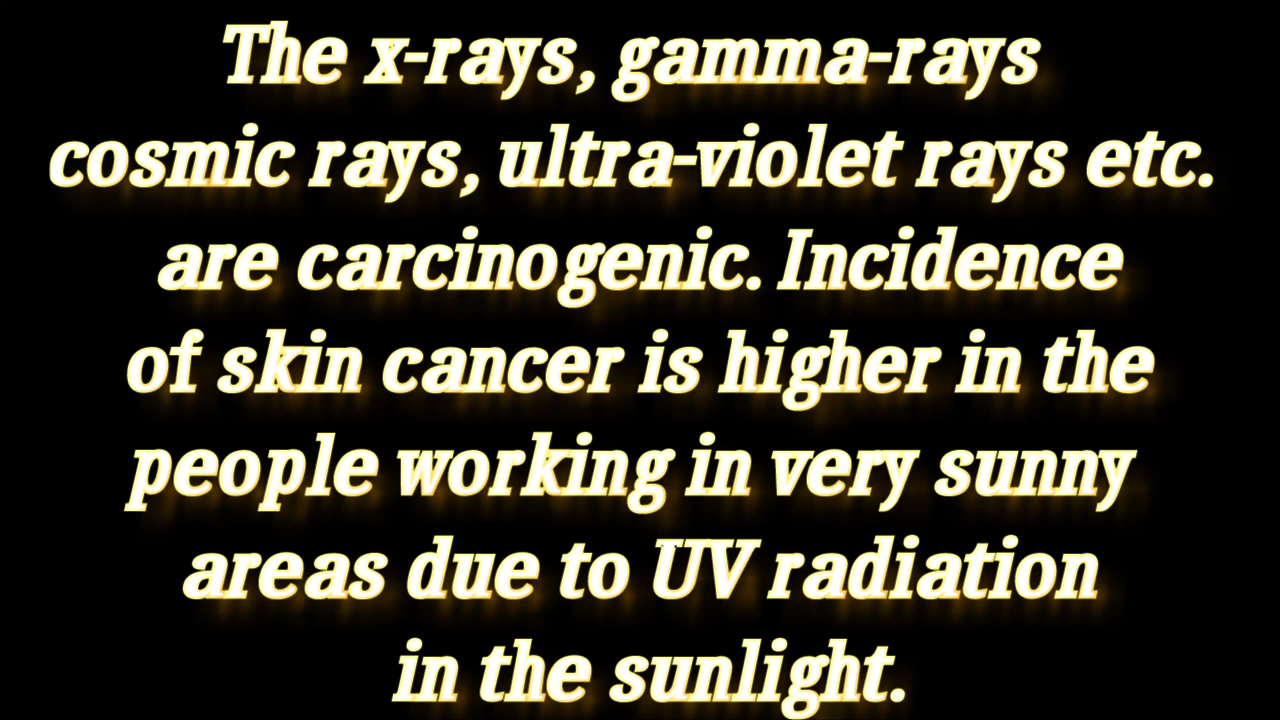 The x-rays, gamma-rays
cosmic rays, ultra-violet rays etc.
are carcinogenic. Incidence
of skin cancer is higher in the
people working in very sunny
areas due to UV radiation
in the sunlight.